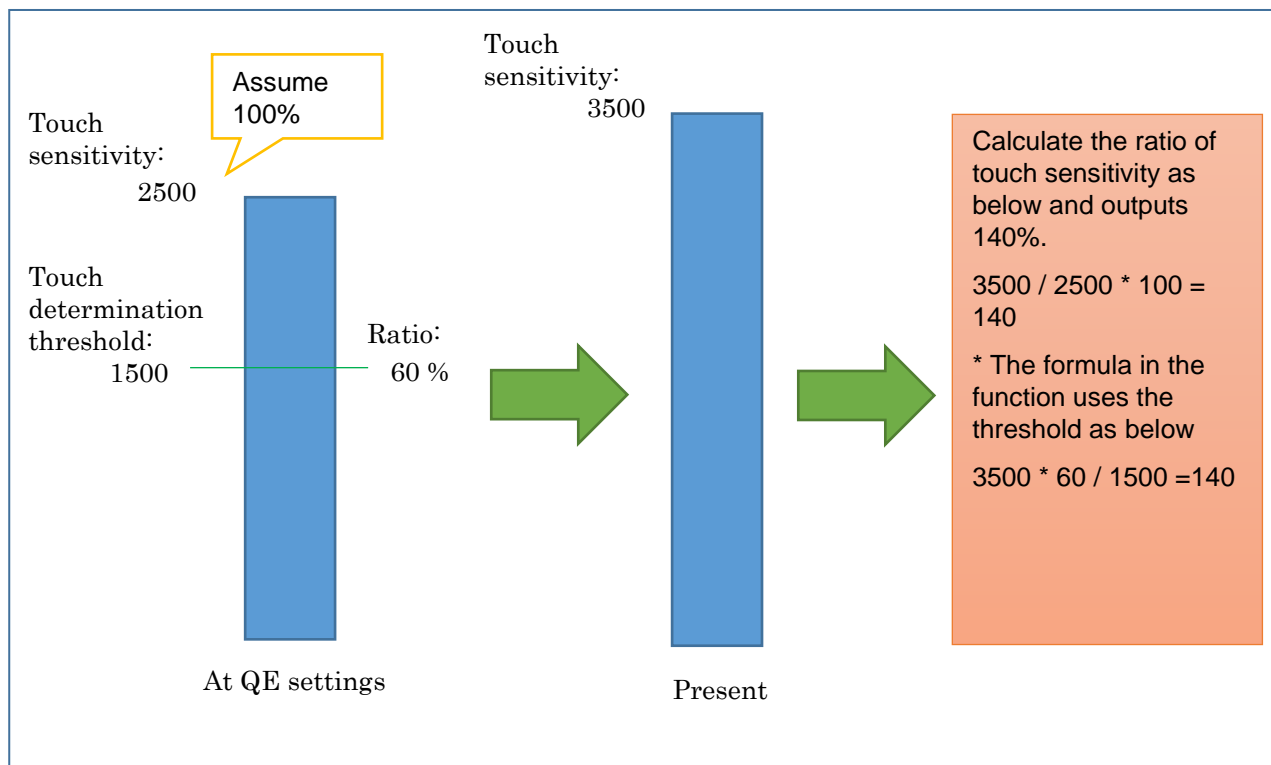 Assume
100%
Touch
sensitivity:
2500
Touch
determination
threshold:
1500
Ratio:
60 %
At QE settings
Touch
sensitivity:
3500
Present
Calculate the ratio of
touch sensitivity as
below and outputs
140%.
3500 / 2500 * 100 =
140
* The formula in the
function uses the
threshold as below
3500 * 60 / 1500 =140